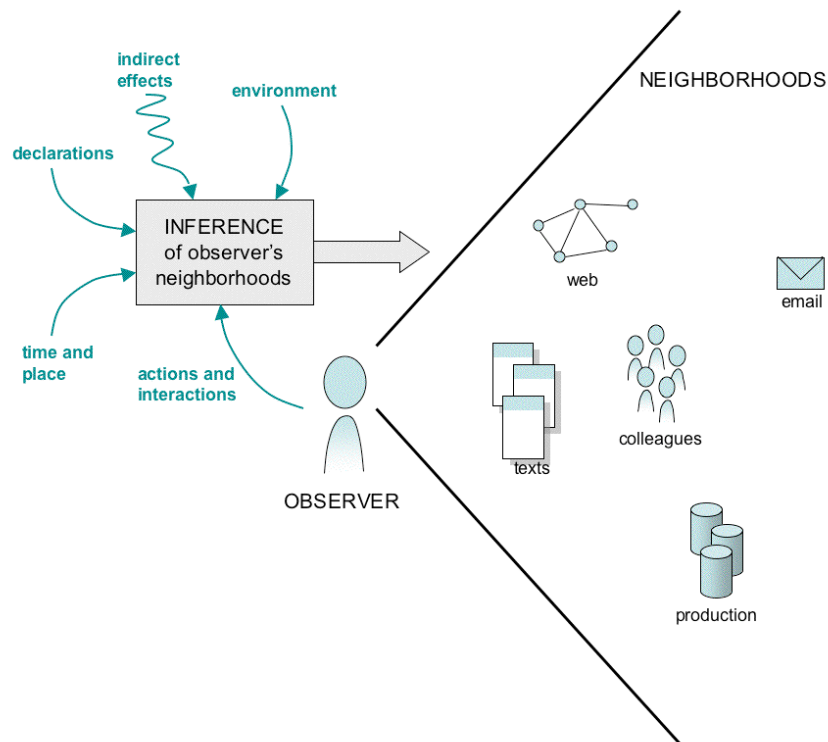 indirect
effects
environment
declarations
INFERENCE
of observer's
neighborhoods
time and
place
actions and
interactions
OBSERVER
NEIGHBORHOODS
web
email
texts
colleagues
production